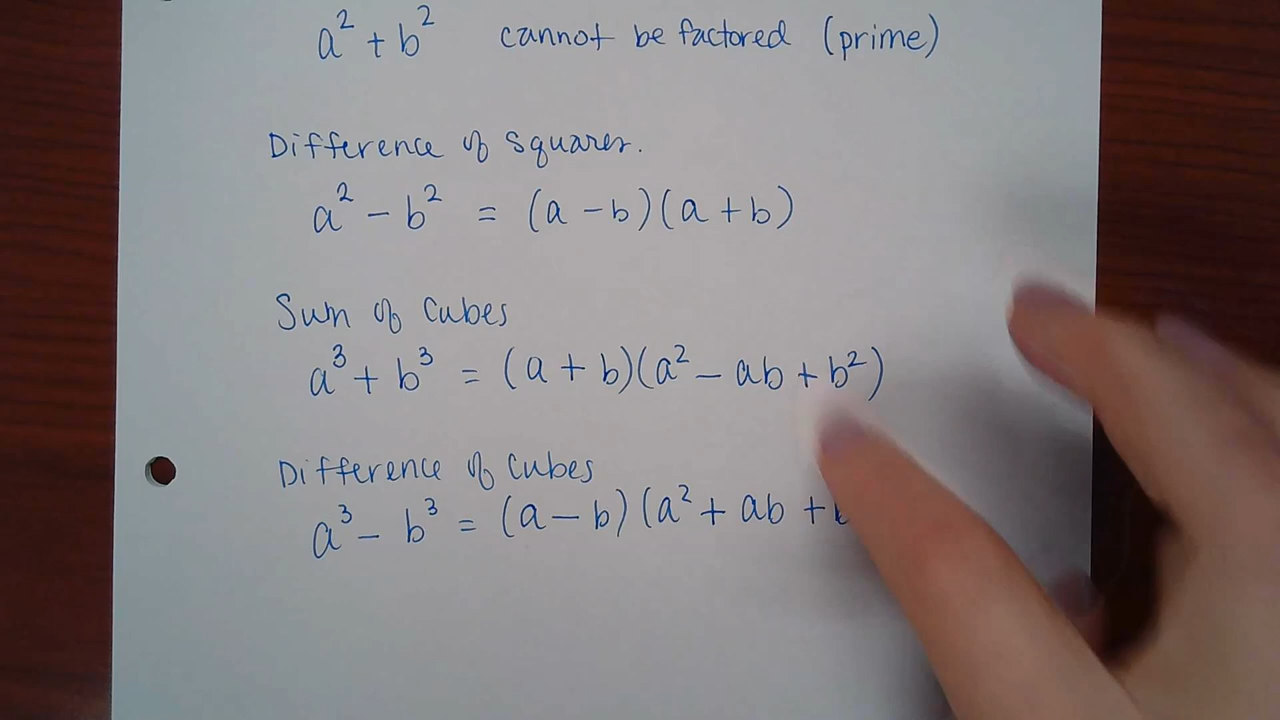 a² + b² cannot be factored (prime)
Difference of squares.
a² − b² = (a − b)(a + b)
Sum of Cubes
a³ + b³ = (a + b)(a² − ab + b²)
Difference of Cubes
a³ − b³ = (a − b)(a² + ab +